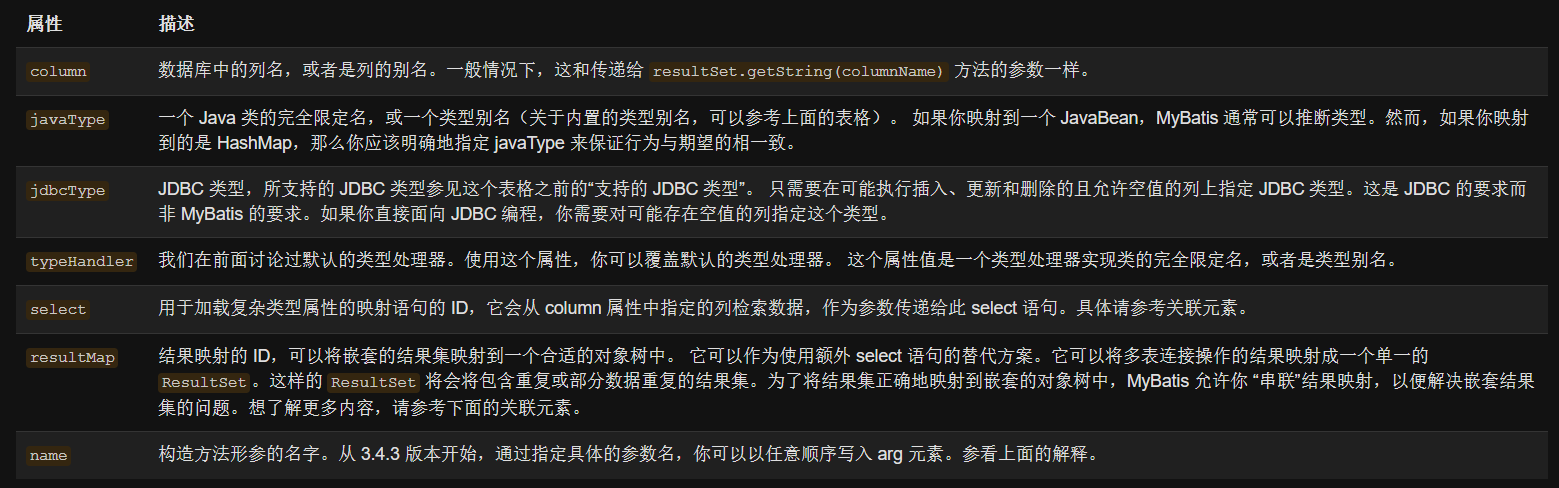 属性 描述
column 数据库中的列名，或者是列的别名。一般情况下，这和传递给 resultSet.getString(columnName) 方法的参数一样。
javaType 一个 Java 类的完全限定名，或一个类型别名（关于内置的类型别名，可以参考上面的表格）。 如果你映射到一个 JavaBean，MyBatis 通常可以推断类型。然而，如果你映射
到的是 HashMap，那么你应该明确地指定 javaType 来保证行为与期望的相一致。
jdbcType JDBC 类型，所支持的 JDBC 类型参见这个表格之前的“支持的 JDBC 类型”。 只需要在可能执行插入、更新和删除的且允许空值的列上指定 JDBC 类型。这是 JDBC 的要求而
非 MyBatis 的要求。如果你直接面向 JDBC 编程，你需要对可能存在空值的列指定这个类型。
typeHandler 我们在前面讨论过默认的类型处理器。使用这个属性，你可以覆盖默认的类型处理器。 这个属性值是一个类型处理器实现类的完全限定名，或者是类型别名。
select 用于加载复杂类型属性的映射语句的 ID，它会从 column 属性中指定的列检索数据，作为参数传递给此 select 语句。具体请参考关联元素。
resultMap 结果映射的 ID，可以将嵌套的结果集映射到一个合适的对象树中。 它可以作为使用额外 select 语句的替代方案。它可以将多表连接操作的结果映射成一个单一的
ResultSet。这样的 ResultSet 将会将包含重复或部分数据重复的结果集。为了将结果集正确地映射到嵌套的对象树中，MyBatis 允许你 “串联”结果映射，以便解决嵌套结果
集的问题。想了解更多内容，请参考下面的关联元素。
name 构造方法形参的名字。从 3.4.3 版本开始，通过指定具体的参数名，你可以以任意顺序写入 arg 元素。参看上面的解释。